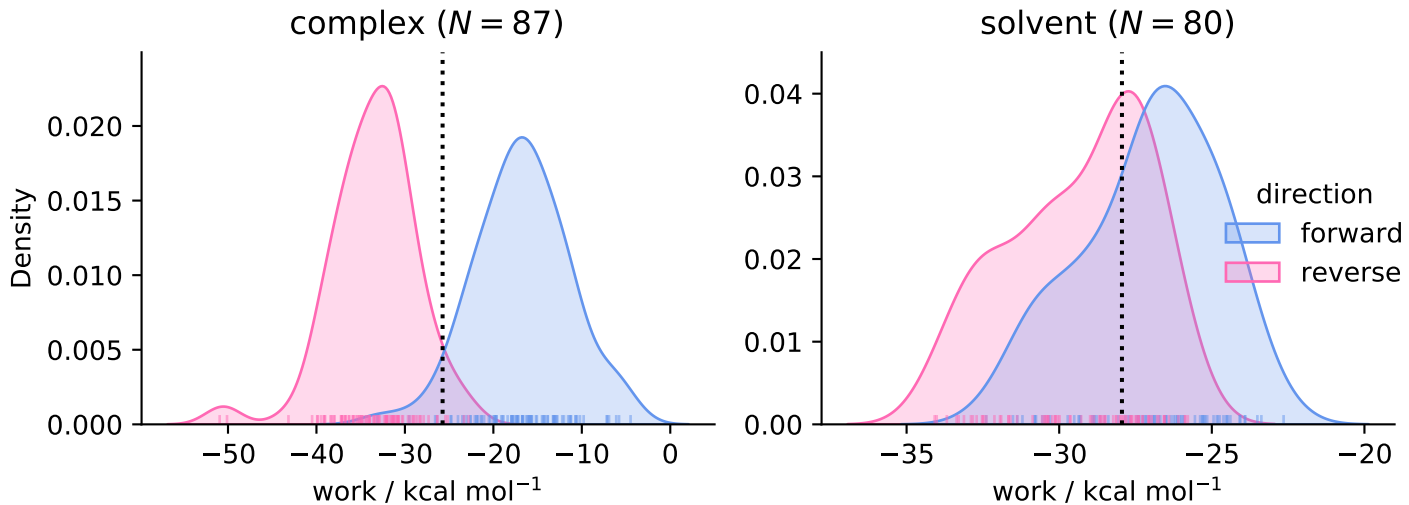 complex (N = 87)
Density
0.020
0.015
0.010
0.005
0.000
−50
−40
−30
−20
−10
0
work / kcal mol⁻¹
solvent (N = 80)
0.04
0.03
0.02
0.01
0.00
−35
−30
−25
−20
work / kcal mol⁻¹
direction
forward
reverse